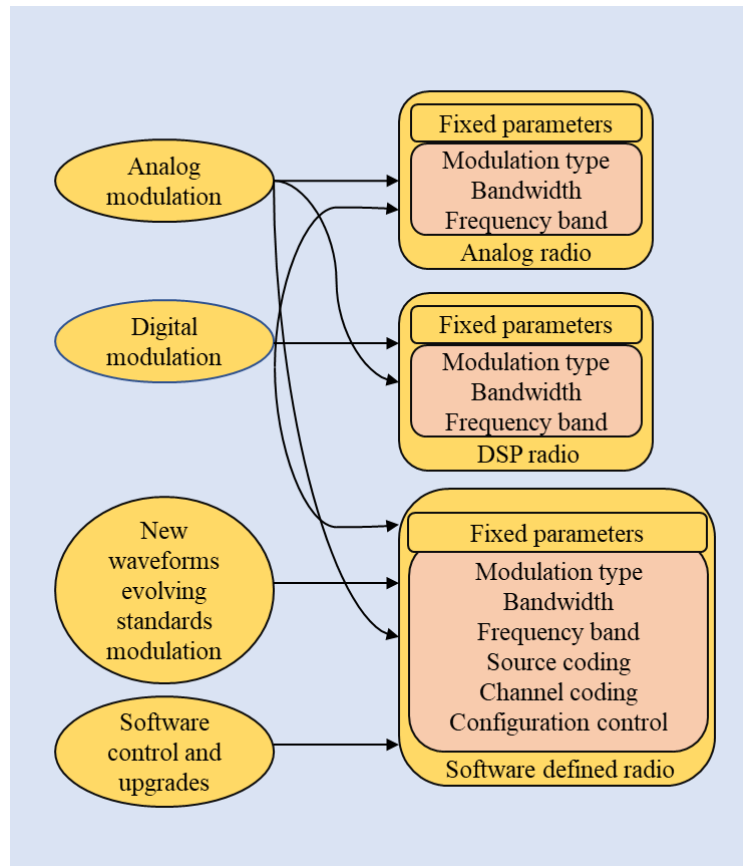 Analog
modulation
Digital
modulation
New
waveforms
evolving
standards
modulation
Software
control and
upgrades
Fixed parameters
Modulation type
Bandwidth
Frequency band
Analog radio
Fixed parameters
Modulation type
Bandwidth
Frequency band
DSP radio
Fixed parameters
Modulation type
Bandwidth
Frequency band
Source coding
Channel coding
Configuration control
Software defined radio